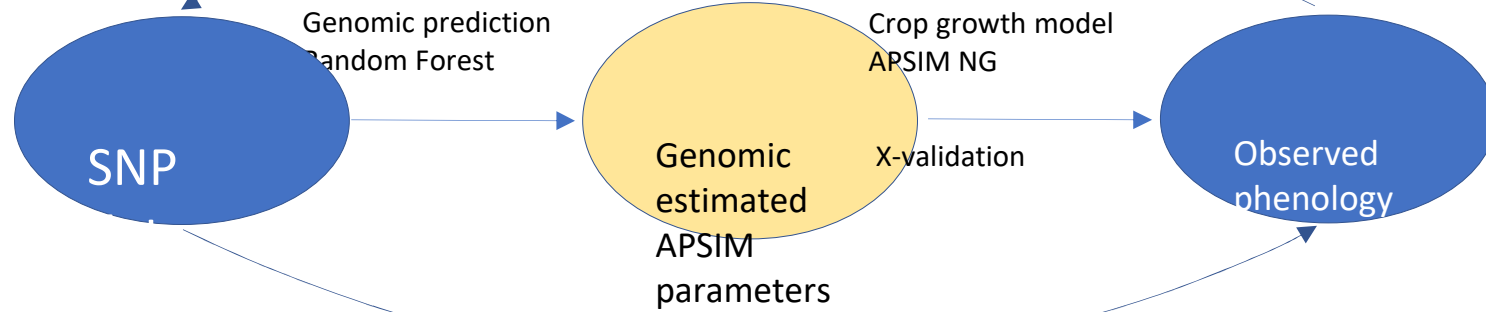 Genomic prediction
Random Forest
Crop growth model
APSIM NG
SNP
Genomic
estimated
APSIM
parameters
X-validation
Observed
phenology